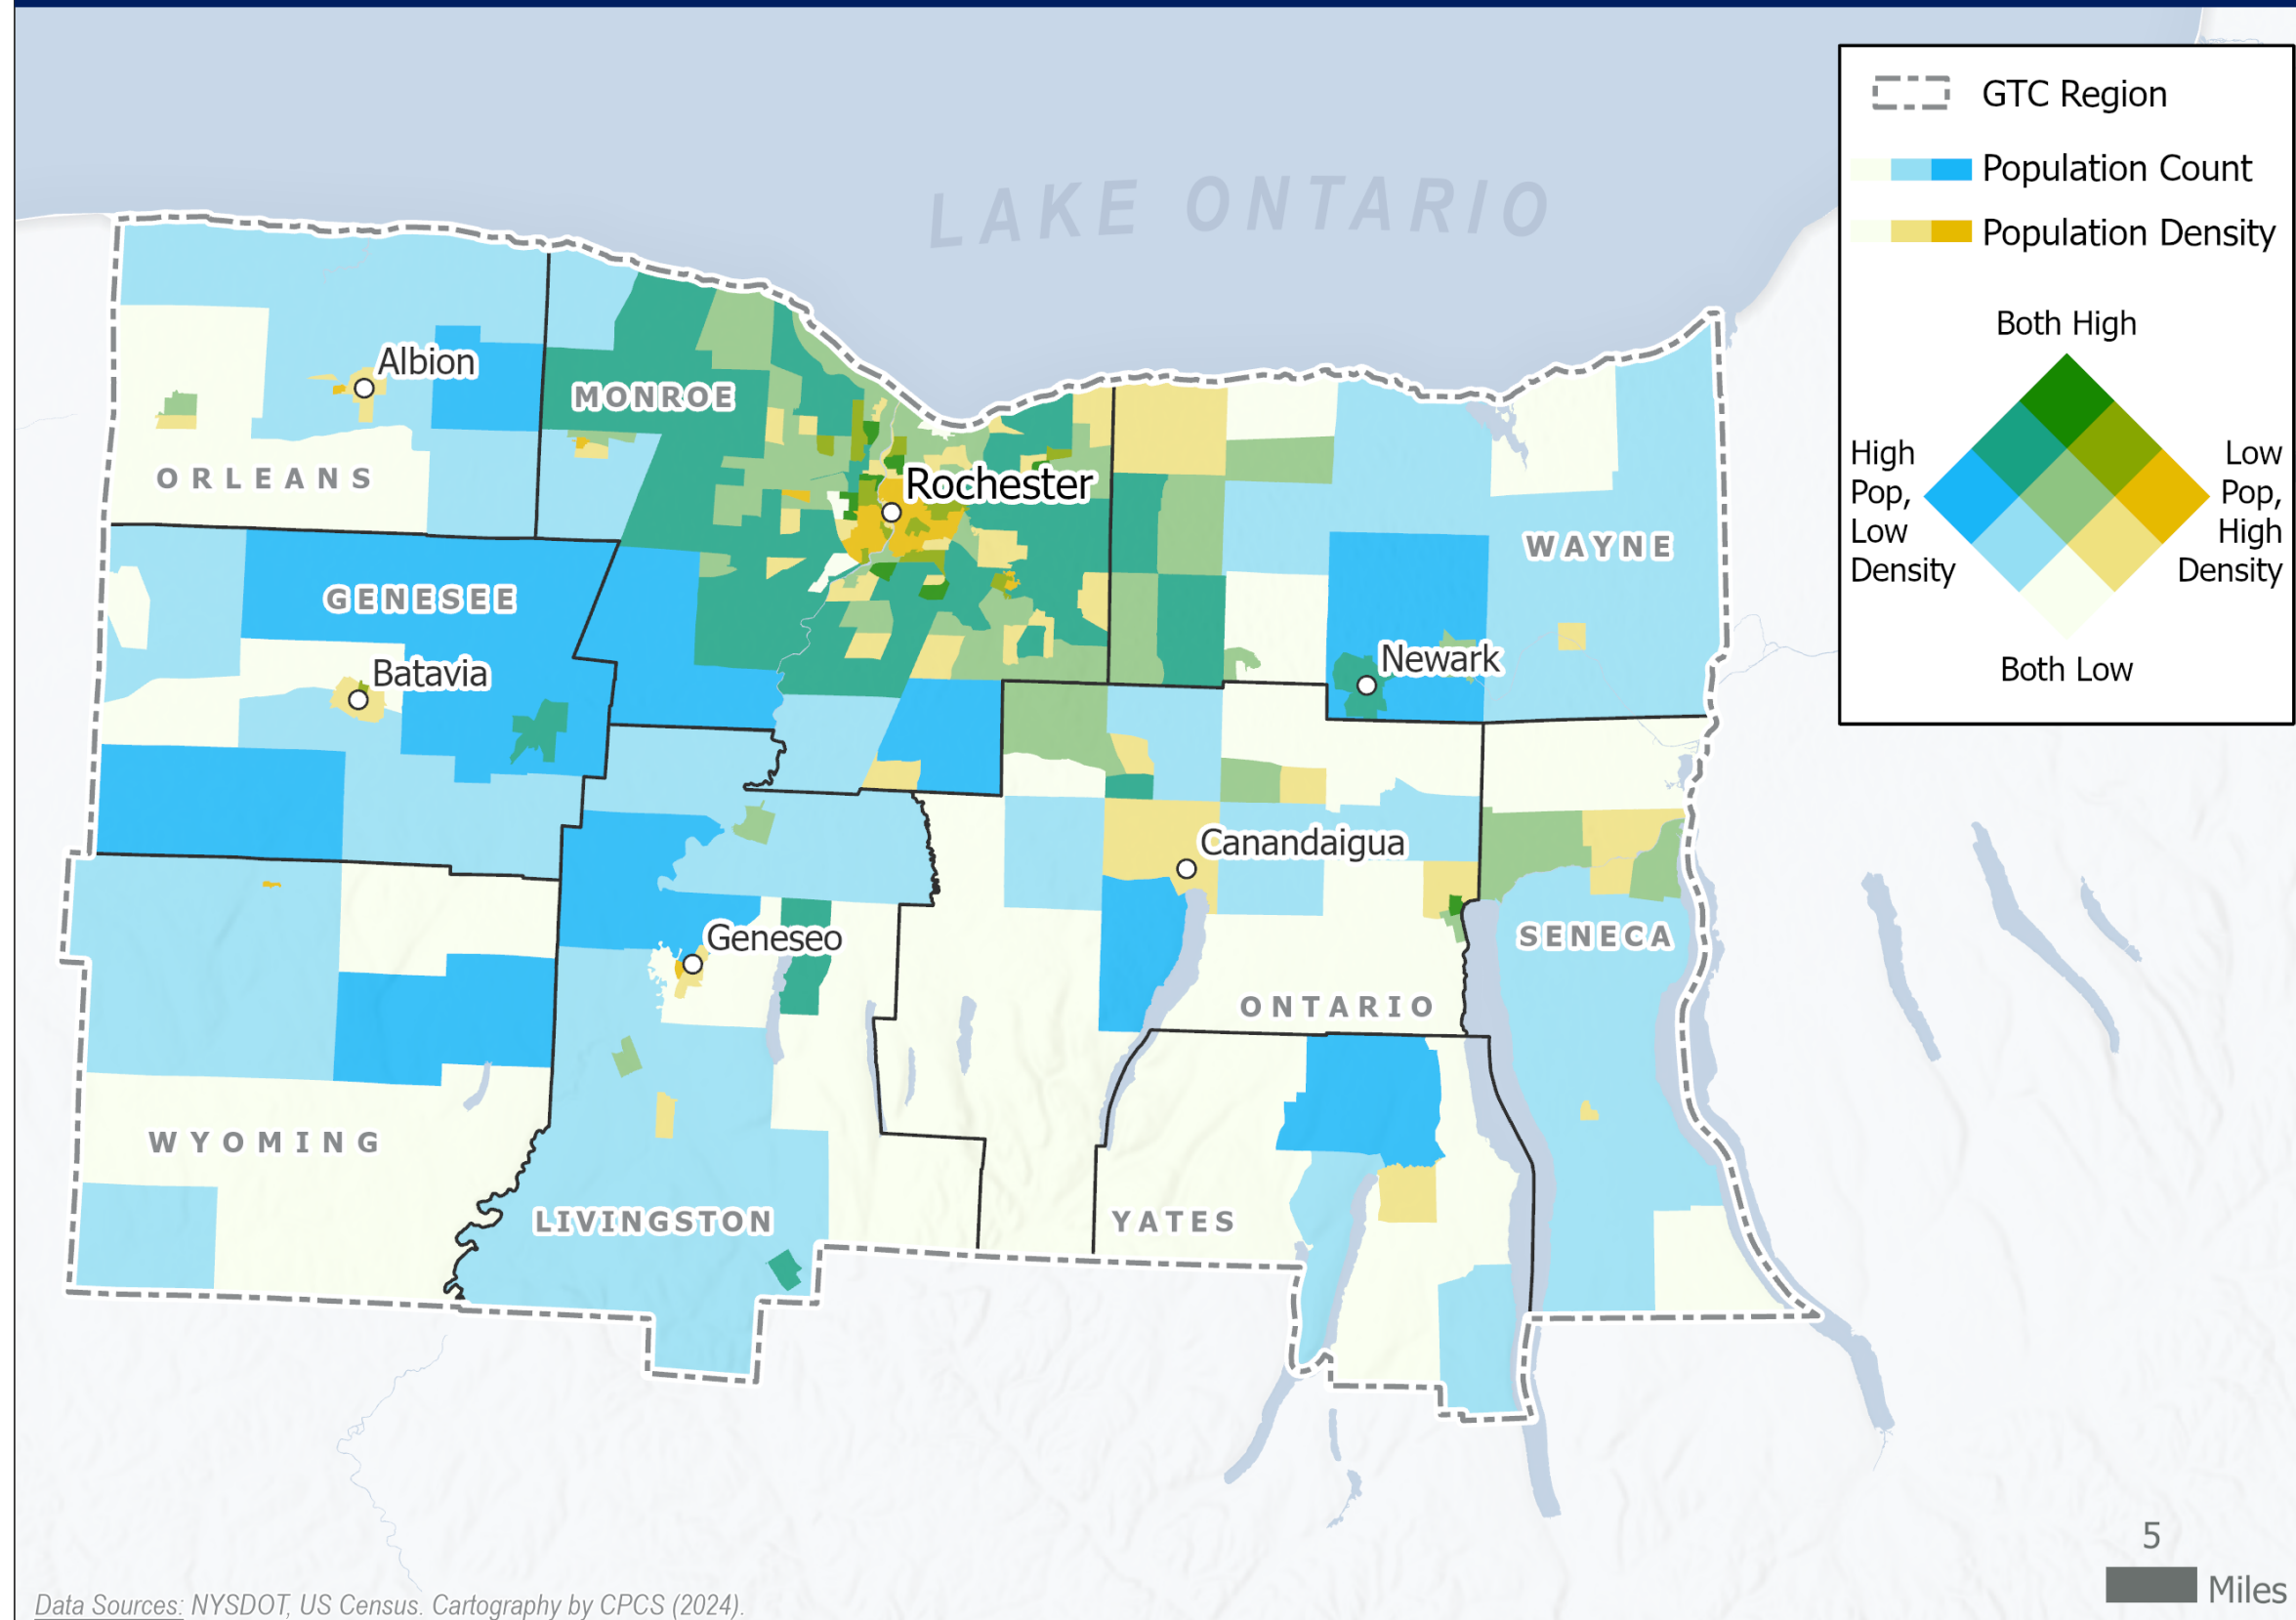 GTC Region
Population Count
Population Density
Both High
High
Pop,
Low
Density
Low
Pop,
High
Density
Both Low
LAKE ONTARIO
Albion
MONROE
ORLEANS
Rochester
WAYNE
GENESEE
Batavia
Newark
Canandaigua
Geneseo
SENECA
ONTARIO
WYOMING
LIVINGSTON
YATES
5
Miles
Data Sources: NYSDOT, US Census. Cartography by CPCS (2024).